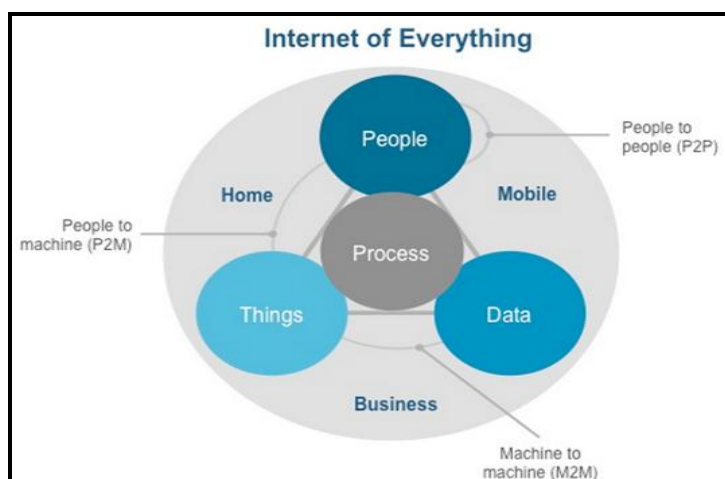 Internet of Everything
People
People to
people (P2P)
Home
Mobile
People to
machine (P2M)
Process
Things
Data
Business
Machine to
machine (M2M)